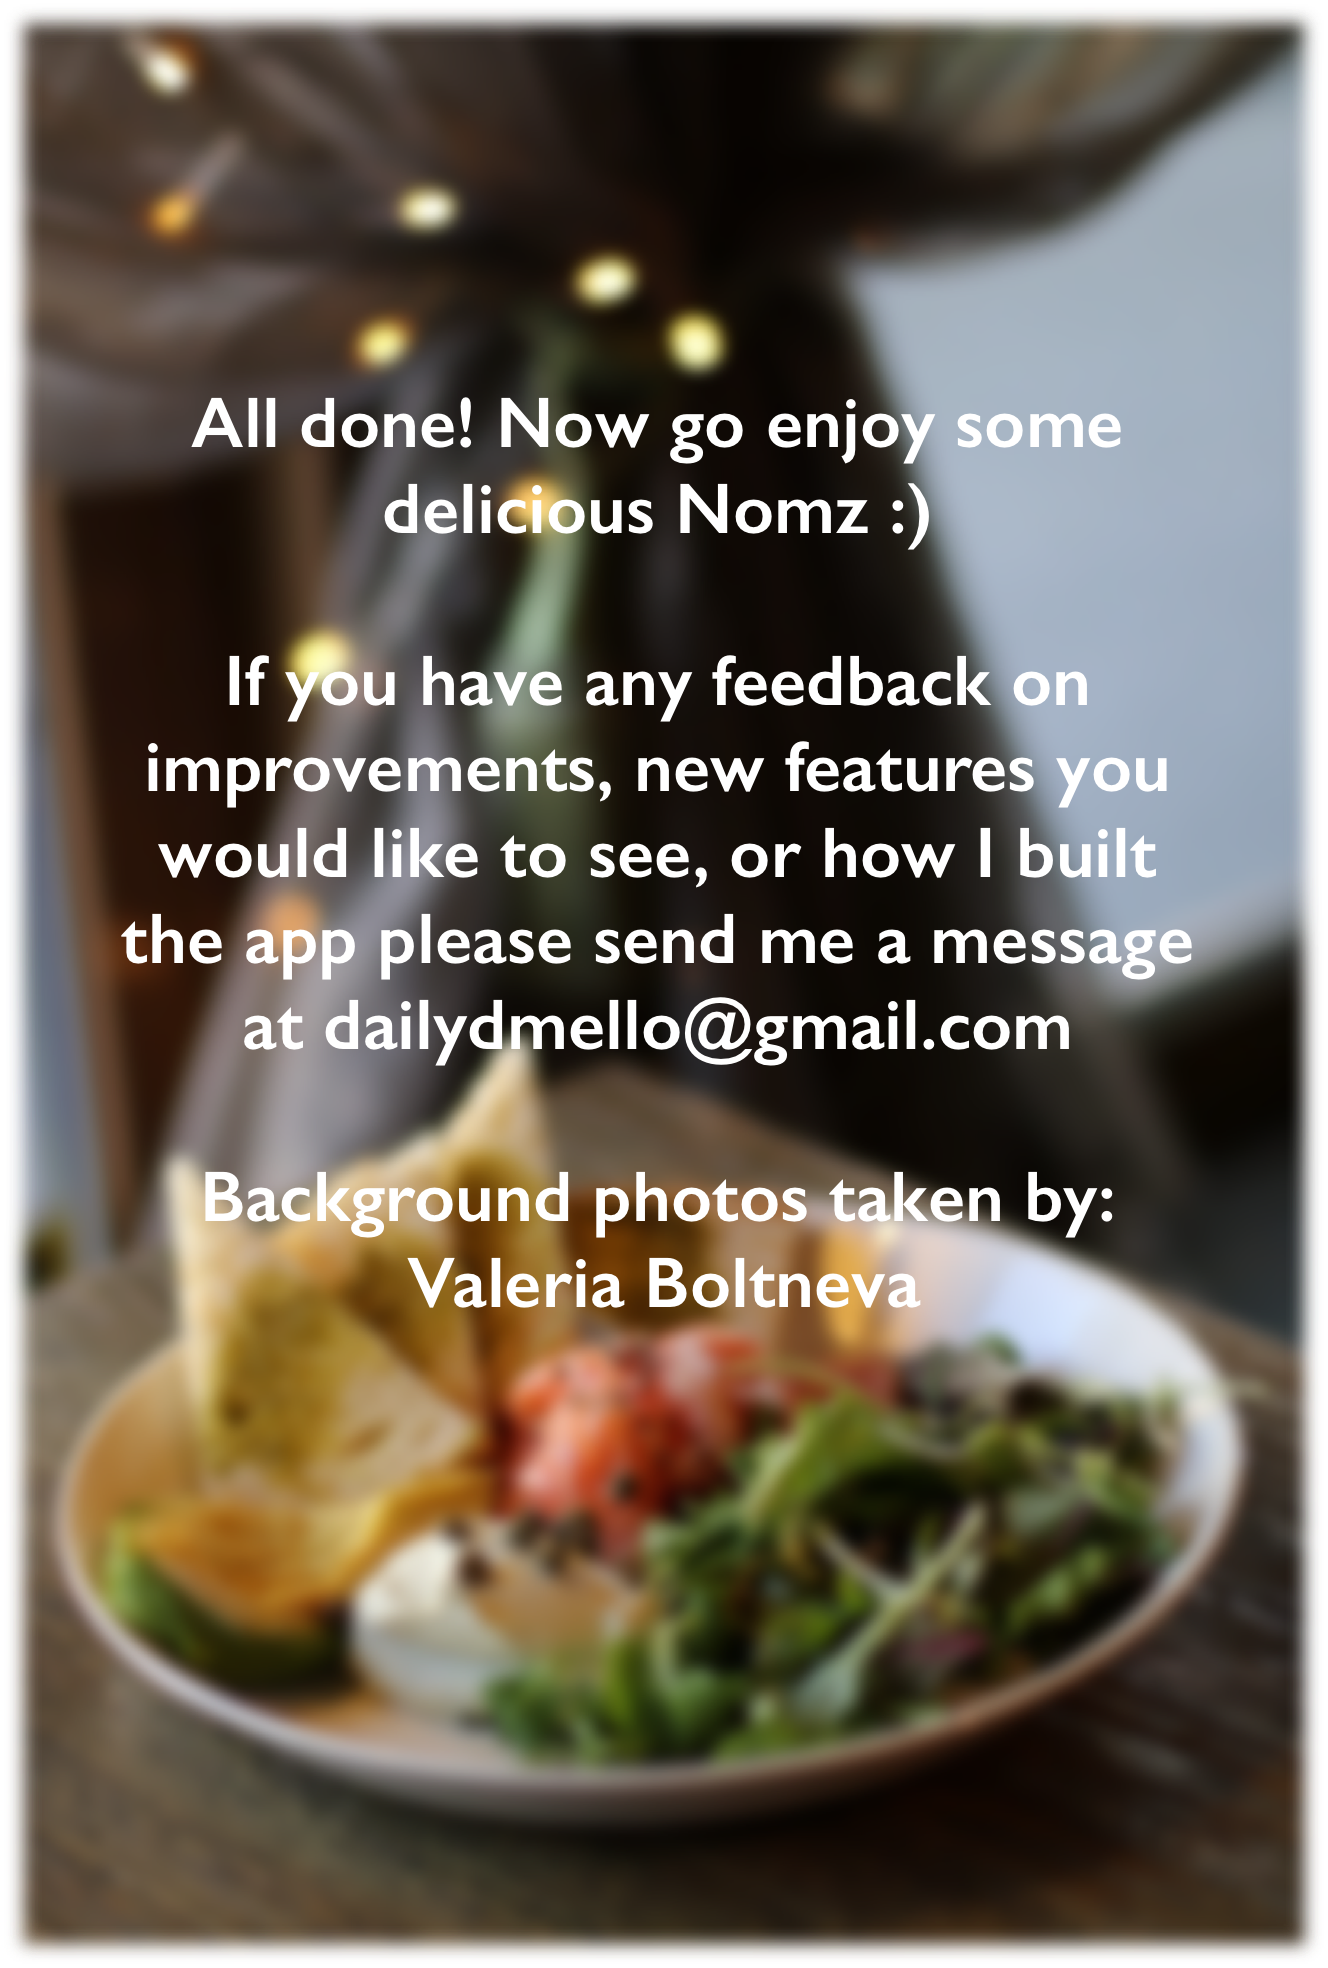 All done! Now go enjoy some
delicious Nomz :)
If you have any feedback on
improvements, new features you
would like to see, or how I built
the app please send me a message
at dailydmello@gmail.com
Background photos taken by:
Valeria Boltneva